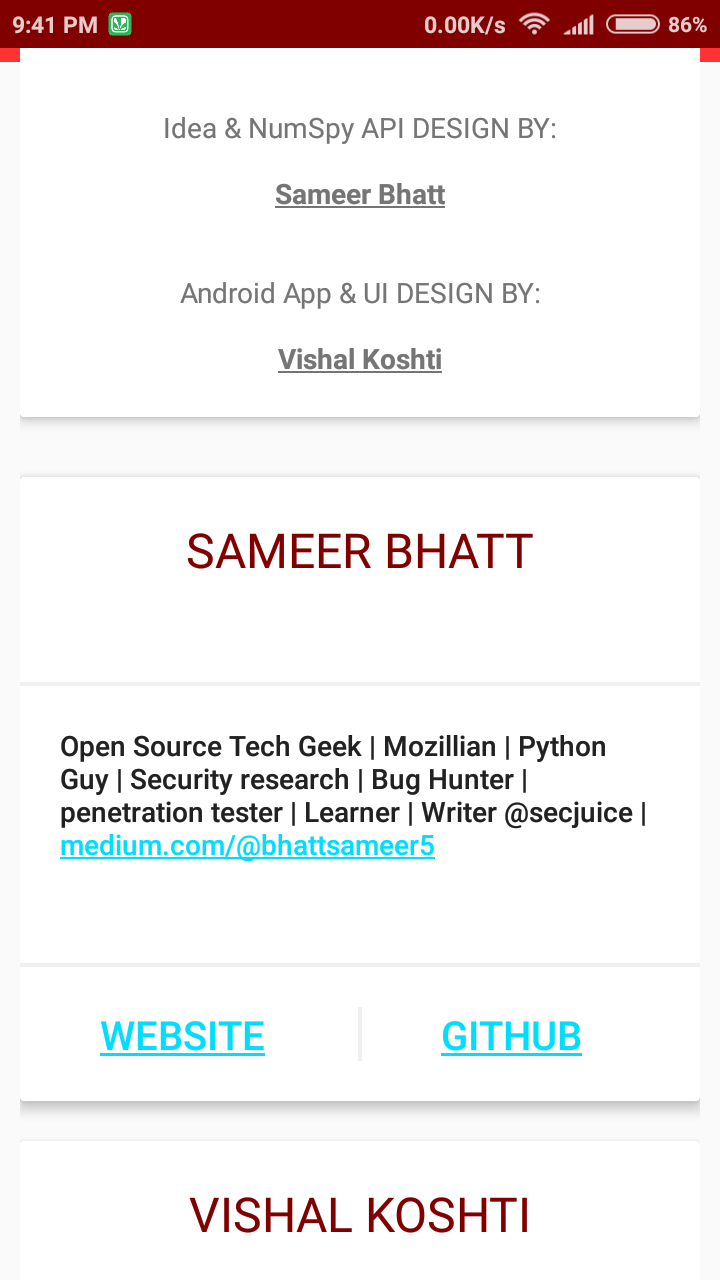 9:41 PM
0.00K/s
86%
Idea & NumSpy API DESIGN BY:
Sameer Bhatt
Android App & UI DESIGN BY:
Vishal Koshti
SAMEER BHATT
Open Source Tech Geek | Mozillian | Python
Guy | Security research | Bug Hunter |
penetration tester | Learner | Writer @secjuice |
medium.com/@bhattsameer5
WEBSITE
GITHUB
VISHAL KOSHTI